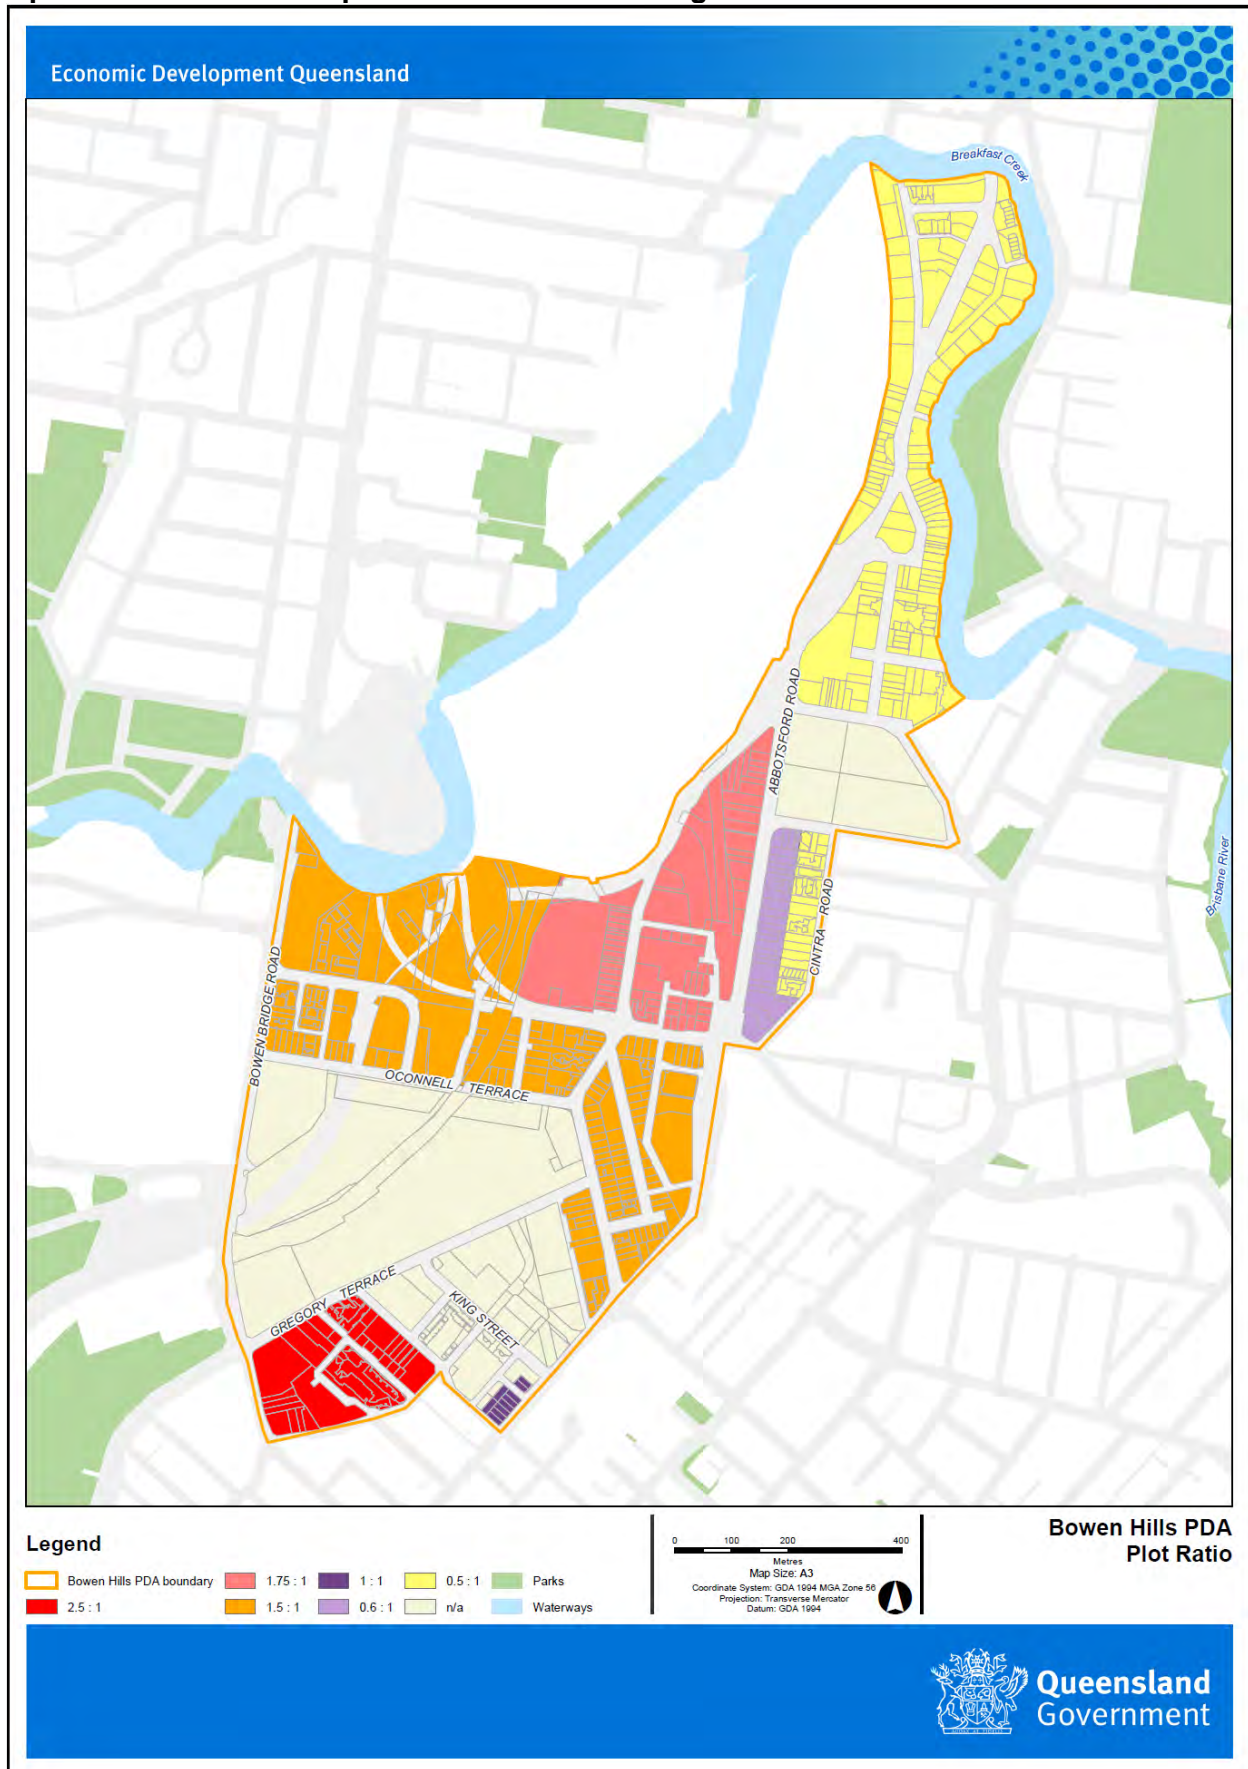 Economic Development Queensland
Breakfast Creek
ABBOTSFORD ROAD
Brisbane River
CINTRA ROAD
BOWEN BRIDGE ROAD
OCONNELL TERRACE
GREGORY TERRACE
KING STREET
Legend
Bowen Hills PDA boundary
2.5 : 1
1.75 : 1
1.5 : 1
1 : 1
0.6 : 1
0.5 : 1
n/a
Parks
Waterways
0 100 200 400
Metres
Map Size: A3
Coordinate System: GDA 1994 MGA Zone 56
Projection: Transverse Mercator
Datum: GDA 1994
Bowen Hills PDA
Plot Ratio
Queensland
Government